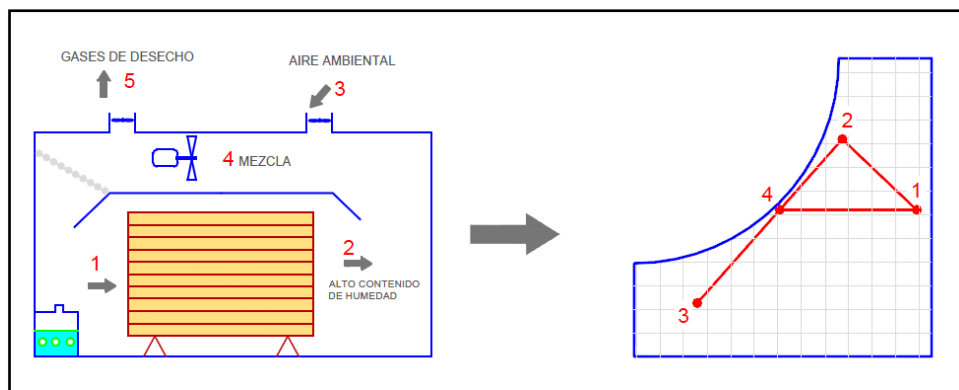 GASES DE DESECHO
5
AIRE AMBIENTAL
3
4 MEZCLA
1
2
ALTO CONTENIDO
DE HUMEDAD
2
4
1
3